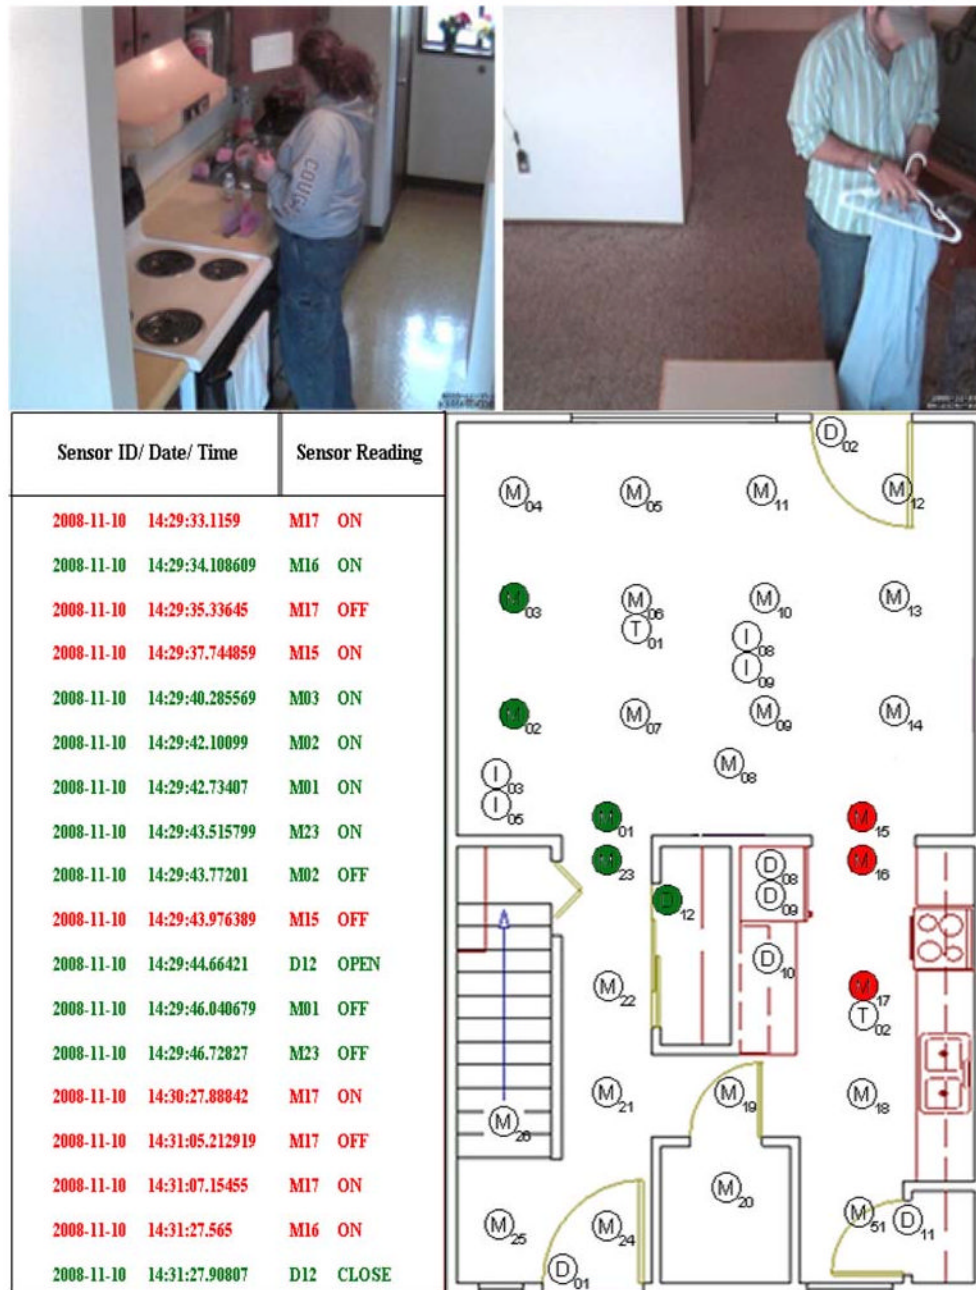 COUG
Sensor ID/ Date/ Time Sensor Reading
2008-11-10 14:29:33.1159 M17 ON
2008-11-10 14:29:34.108609 M16 ON
2008-11-10 14:29:35.33645 M17 OFF
2008-11-10 14:29:37.744859 M15 ON
2008-11-10 14:29:40.285569 M03 ON
2008-11-10 14:29:42.10099 M02 ON
2008-11-10 14:29:42.73407 M01 ON
2008-11-10 14:29:43.515799 M23 ON
2008-11-10 14:29:43.77201 M02 OFF
2008-11-10 14:29:43.976389 M15 OFF
2008-11-10 14:29:44.66421 D12 OPEN
2008-11-10 14:29:46.040679 M01 OFF
2008-11-10 14:29:46.72827 M23 OFF
2008-11-10 14:30:27.88842 M17 ON
2008-11-10 14:31:05.212919 M17 OFF
2008-11-10 14:31:07.15455 M17 ON
2008-11-10 14:31:27.565 M16 ON
2008-11-10 14:31:27.90807 D12 CLOSE
D02
M04 M05 M11 M12
M03 M06 M10 M13
T01 I08
I09
M02 M07 M09 M14
M08
I03
I05
M01 M15
M23 D08 M16
D12 D09
D10
M22 M17
T02
M21 M19 M18
M26
M20
M25 M24 M51 D11
D01